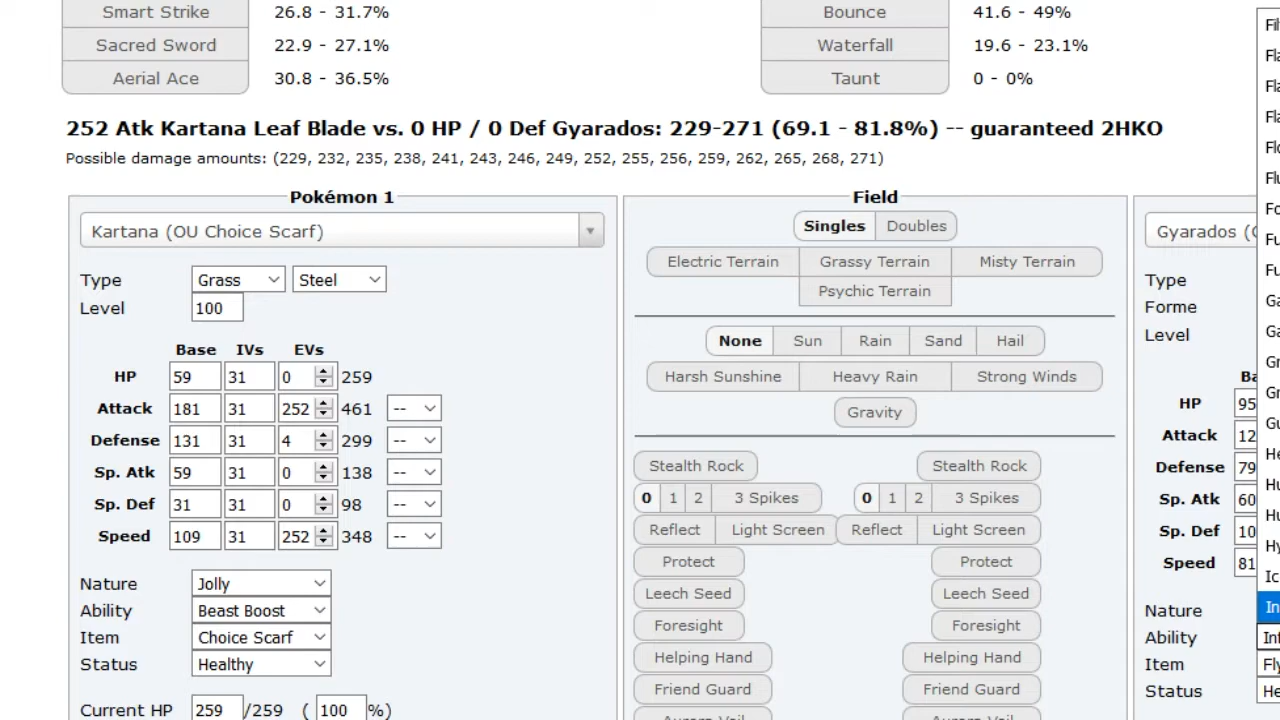 Smart Strike 26.8 - 31.7% Bounce 41.6 - 49%
Sacred Sword 22.9 - 27.1% Waterfall 19.6 - 23.1%
Aerial Ace 30.8 - 36.5% Taunt 0 - 0%
252 Atk Kartana Leaf Blade vs. 0 HP / 0 Def Gyarados: 229-271 (69.1 - 81.8%) -- guaranteed 2HKO
Possible damage amounts: (229, 232, 235, 238, 241, 243, 246, 249, 252, 255, 256, 259, 262, 265, 268, 271)
Pokémon 1
Kartana (OU Choice Scarf)
Type Grass Steel
Level 100
Base IVs EVs
HP 59 31 0 259
Attack 181 31 252 461 --
Defense 131 31 4 299 --
Sp. Atk 59 31 0 138 --
Sp. Def 31 31 0 98 --
Speed 109 31 252 348 --
Nature Jolly
Ability Beast Boost
Item Choice Scarf
Status Healthy
Current HP 259 /259 ( 100 %)
Field
Singles Doubles
Electric Terrain Grassy Terrain Misty Terrain
Psychic Terrain
None Sun Rain Sand Hail
Harsh Sunshine Heavy Rain Strong Winds
Gravity
Stealth Rock Stealth Rock
0 1 2 3 Spikes 0 1 2 3 Spikes
Reflect Light Screen Reflect Light Screen
Protect Protect
Leech Seed Leech Seed
Foresight Foresight
Helping Hand Helping Hand
Friend Guard Friend Guard
Aurora Veil Aurora Veil
Gyarados
Type
Forme
Level
HP 95
Attack
Defense 79
Sp. Atk 60
Sp. Def
Speed 81
Nature
Ability
Item
Status